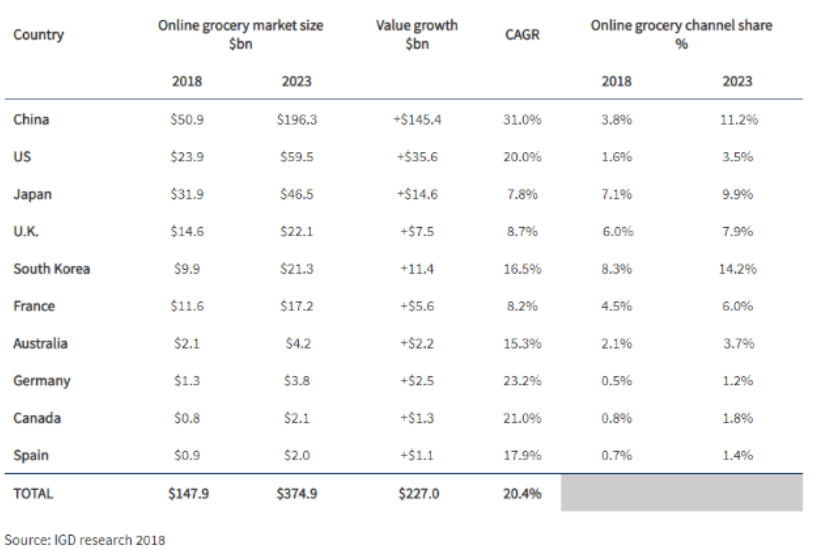 Country Online grocery market size $bn Value growth $bn CAGR Online grocery channel share %
2018 2023 2018 2023
China $50.9 $196.3 +$145.4 31.0% 3.8% 11.2%
US $23.9 $59.5 +$35.6 20.0% 1.6% 3.5%
Japan $31.9 $46.5 +$14.6 7.8% 7.1% 9.9%
U.K. $14.6 $22.1 +$7.5 8.7% 6.0% 7.9%
South Korea $9.9 $21.3 +11.4 16.5% 8.3% 14.2%
France $11.6 $17.2 +$5.6 8.2% 4.5% 6.0%
Australia $2.1 $4.2 +$2.2 15.3% 2.1% 3.7%
Germany $1.3 $3.8 +$2.5 23.2% 0.5% 1.2%
Canada $0.8 $2.1 +$1.3 21.0% 0.8% 1.8%
Spain $0.9 $2.0 +$1.1 17.9% 0.7% 1.4%
TOTAL $147.9 $374.9 $227.0 20.4%
Source: IGD research 2018